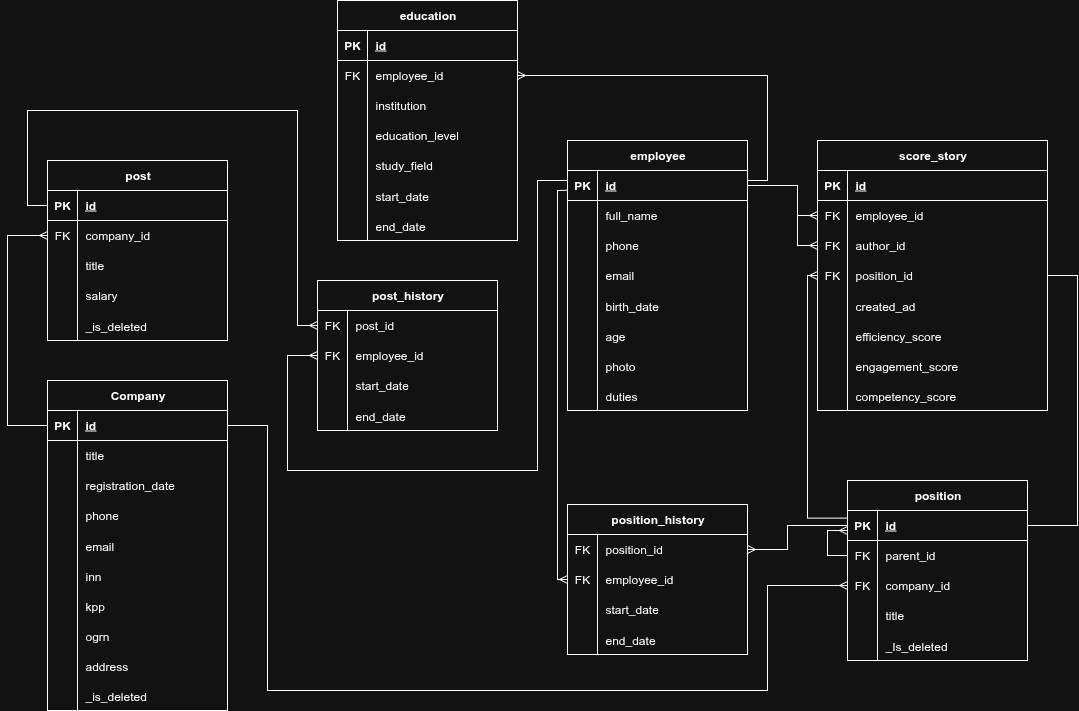 education
PK id
FK employee_id
institution
education_level
study_field
start_date
end_date
post
PK id
FK company_id
title
salary
_is_deleted
post_history
FK post_id
FK employee_id
start_date
end_date
employee
PK id
full_name
phone
email
birth_date
age
photo
duties
score_story
PK id
FK employee_id
FK author_id
FK position_id
created_ad
efficiency_score
engagement_score
competency_score
Company
PK id
title
registration_date
phone
email
inn
kpp
ogrn
address
_is_deleted
position_history
FK position_id
FK employee_id
start_date
end_date
position
PK id
FK parent_id
FK company_id
title
_Is_deleted